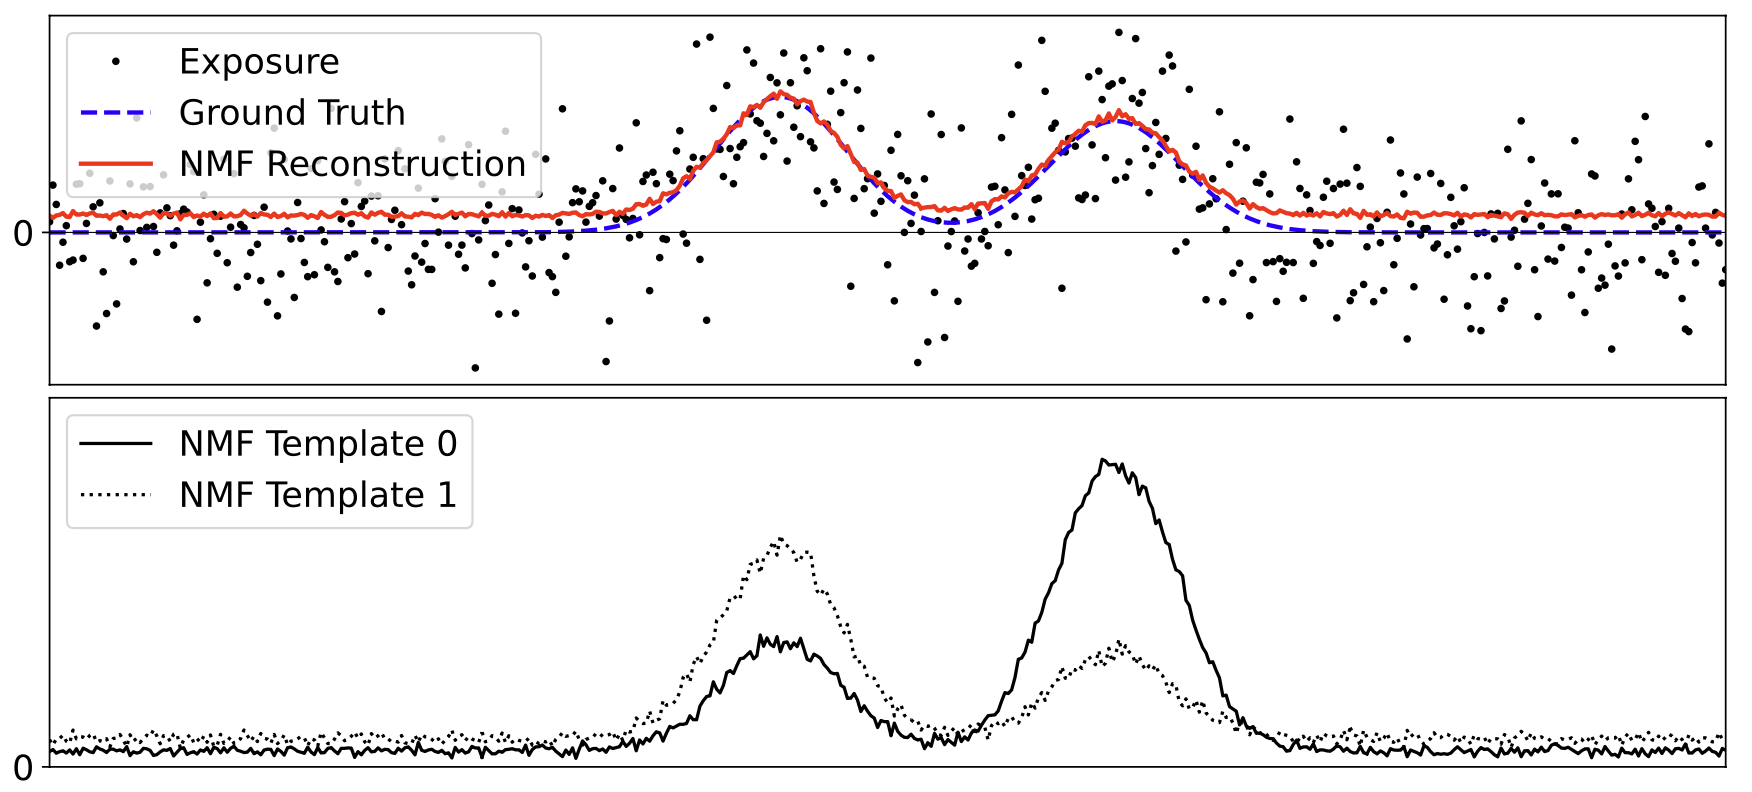 Exposure
Ground Truth
NMF Reconstruction
0
NMF Template 0
NMF Template 1
0